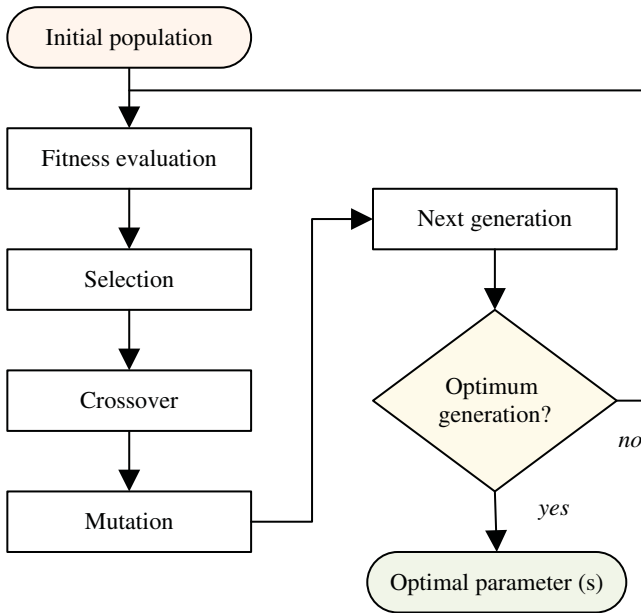 Initial population
Fitness evaluation
Selection
Crossover
Mutation
Next generation
Optimum
generation?
no
yes
Optimal parameter (s)